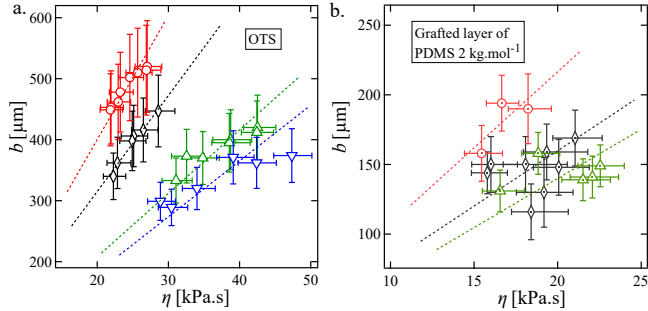 a.
OTS
600
500
400
300
200
b [µm]
20
30
40
50
η [kPa.s]
b.
Grafted layer of
PDMS 2 kg.mol⁻¹
250
200
150
100
b [µm]
10
15
20
25
η [kPa.s]